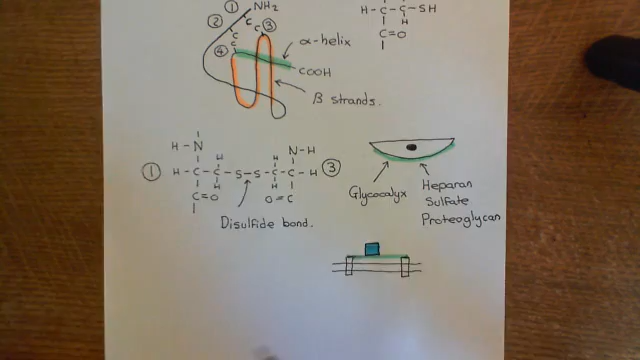 ① NH₂
② C C ③
C C
C
④
α-helix
COOH
β strands.
H-C-C-SH
H
C=O
H-N N-H
H H
① H-C-C-S-S-C-C-H ③
H H
C=O O=C
Disulfide bond.
Glycocalyx
Heparan
Sulfate
Proteoglycan